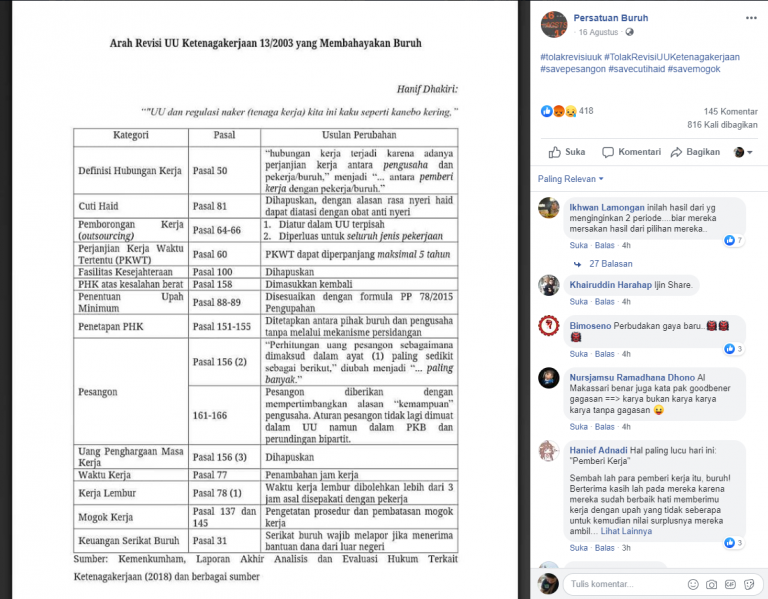 Arah Revisi UU Ketenagakerjaan 13/2003 yang Membahayakan Buruh
Hanif Dhakiri:
“"UU dan regulasi naker (tenaga kerja) kita ini kaku seperti kanebo kering,”
Kategori Pasal Usulan Perubahan
Definisi Hubungan Kerja Pasal 50
“hubungan kerja terjadi karena adanya
perjanjian kerja antara pengusaha dan
pekerja/buruh,” menjadi “... antara pemberi
kerja dengan pekerja/buruh.”
Cuti Haid Pasal 81
Dihapuskan, dengan alasan rasa nyeri haid
dapat diatasi dengan obat anti nyeri
Pemborongan Kerja
(outsourcing)
Pasal 64-66
1. Diatur dalam UU terpisah
2. Diperluas untuk seluruh jenis pekerjaan
Perjanjian Kerja Waktu
Tertentu (PKWT)
Pasal 60
PKWT dapat diperpanjang maksimal 5 tahun
Fasilitas Kesejahteraan Pasal 100 Dihapuskan
PHK atas kesalahan berat Pasal 158 Dimasukkan kembali
Penentuan Upah
Minimum
Pasal 88-89
Disesuaikan dengan formula PP 78/2015
Pengupahan
Penetapan PHK Pasal 151-155
Ditetapkan antara pihak buruh dan pengusaha
tanpa melalui mekanisme persidangan
Pesangon
Pasal 156 (2)
“Perhitungan uang pesangon sebagaimana
dimaksud dalam ayat (1) paling sedikit
sebagai berikut,” diubah menjadi “... paling
banyak.”
161-166
Pesangon diberikan dengan
mempertimbangkan alasan “kemampuan”
pengusaha. Aturan pesangon tidak lagi dimuat
dalam UU namun dalam PKB dan
perundingan bipartit.
Uang Penghargaan Masa
Kerja
Pasal 156 (3) Dihapuskan
Waktu Kerja Pasal 77 Penambahan jam kerja
Kerja Lembur Pasal 78 (1)
Waktu kerja lembur dibolehkan lebih dari 3
jam asal disepakati dengan pekerja
Mogok Kerja
Pasal 137 dan
145
Pengetatan prosedur dan pembatasan mogok
kerja
Keuangan Serikat Buruh Pasal 31
Serikat buruh wajib melapor jika menerima
bantuan dana dari luar negeri
Sumber: Kemenkumham, Laporan Akhir Analisis dan Evaluasi Hukum Terkait
Ketenagakerjaan (2018) dan berbagai sumber
Persatuan Buruh
16 Agustus ·
#tolakrevisiuuk #TolakRevisiUUKetenagakerjaan
#savepesangon #savecutihaid #savemogok
418 145 Komentar
816 Kali dibagikan
Suka Komentari Bagikan
Paling Relevan
Ikhwan Lamongan inilah hasil dari yg
menginginkan 2 periode....biar mereka
mersakan hasil dari pilihan mereka..
7
Suka · Balas · 4h
27 Balasan
Khairuddin Harahap Ijin Share.
Suka · Balas · 4h
Bimoseno Perbudakan gaya baru..
3
Suka · Balas · 4h
Nursjamsu Ramadhana Dhono Al
Makassari benar juga kata pak goodbener
gagasan ==> karya bukan karya karya
karya tanpa gagasan
Suka · Balas · 4h
Hanief Adnadi Hal paling lucu hari ini:
"Pemberi Kerja"
Sembah lah para pemberi kerja itu, buruh!
Berterima kasih lah pada mereka karena
mereka sudah berbaik hati memberimu
kerja dengan upah yang tidak seberapa
untuk kemudian nilai surplusnya mereka
ambil... Lihat Lainnya
3
Suka · Balas · 3h
Tulis komentar...